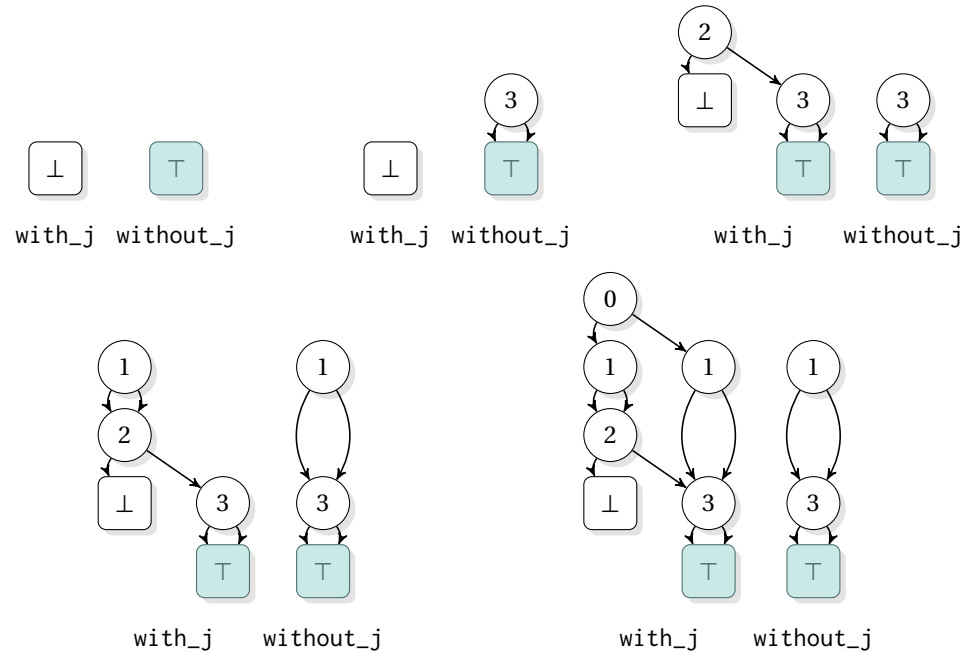 2
3
3
3
⊥
⊥ ⊤ ⊥ ⊤ ⊤ ⊤
with_j without_j with_j without_j with_j without_j
0
1 1 1 1 1
2 2
⊥ 3 3 ⊥ 3 3
⊤ ⊤ ⊤ ⊤
with_j without_j with_j without_j